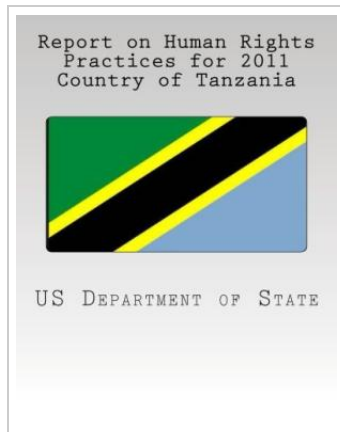 Report on Human Rights
Practices for 2011
Country of Tanzania
US DEPARTMENT OF STATE